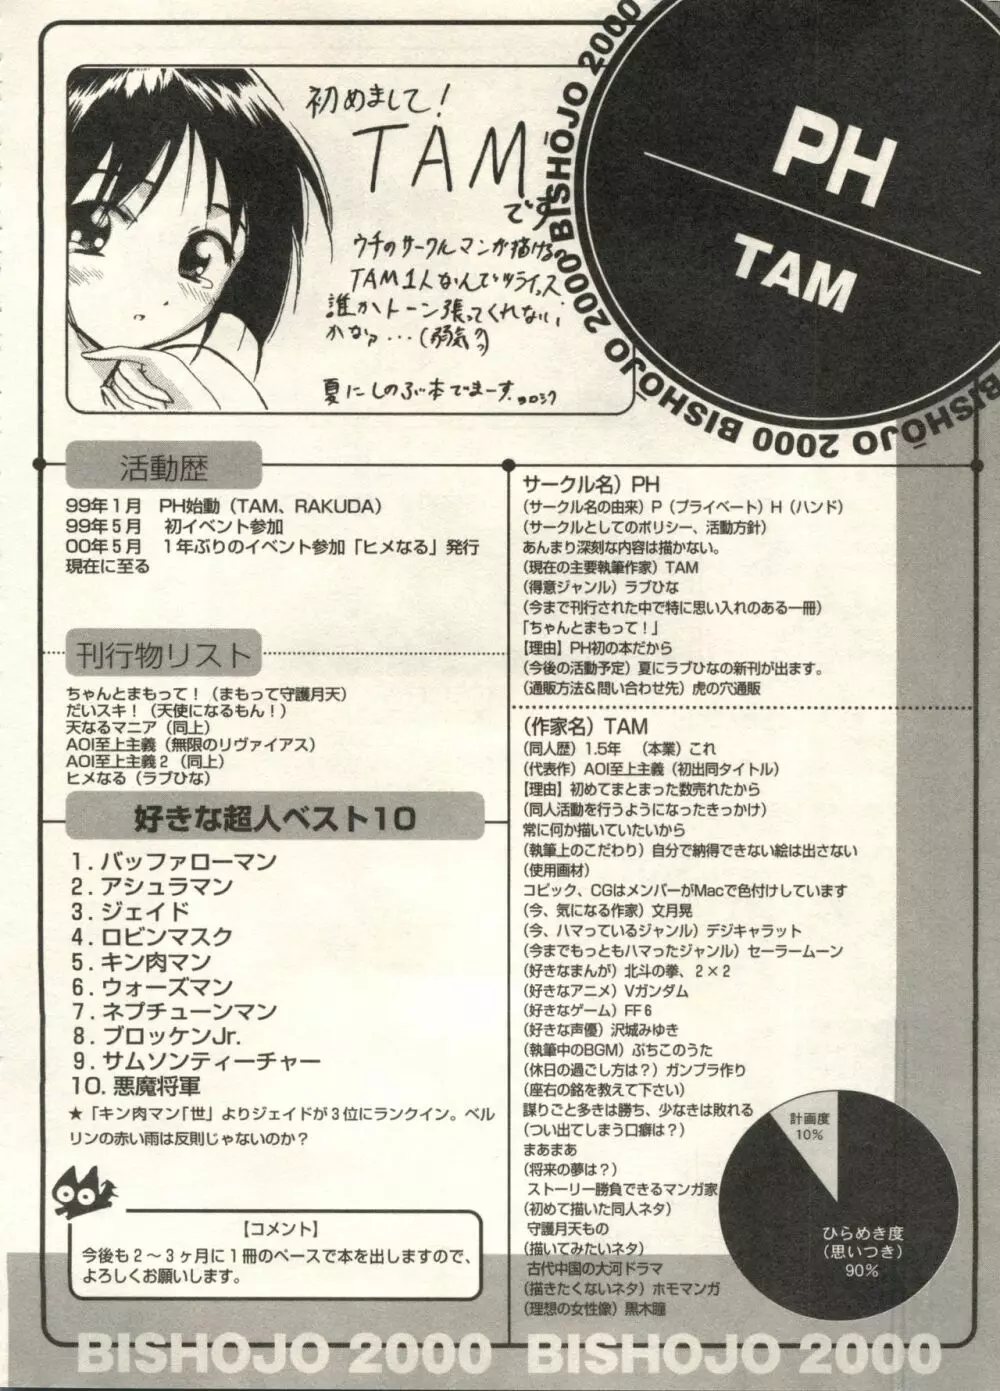 BISHŌJO 2000 BISHŌJO 2000 BISHŌJO 2000 BISHŌJO
PH
TAM
初めまして!
TAM
です
ウチのサークルマンガ描ける
TAM1人なんでツライっス
誰かトーン張ってくれない、
かなァ・・・(弱気っ)
夏にしのぶ本でまーす.ヨロシク
活動歴
99年1月 PH始動(TAM、RAKUDA)
99年5月 初イベント参加
00年5月 1年ぶりのイベント参加「ヒメなる」発行
現在に至る
刊行物リスト
ちゃんとまもって!(まもって守護月天)
だいスキ!(天使になるもん!)
天なるマニア(同上)
AOI至上主義(無限のリヴァイアス)
AOI至上主義2(同上)
ヒメなる(ラブひな)
好きな超人ベスト10
1.バッファローマン
2.アシュラマン
3.ジェイド
4.ロビンマスク
5.キン肉マン
6.ウォーズマン
7.ネプチューンマン
8.ブロッケンJr.
9.サムソンティーチャー
10.悪魔将軍
★「キン肉マンⅡ世」よりジェイドが3位にランクイン。ベル
リンの赤い雨は反則じゃないのか?
【コメント】
今後も2〜3ヶ月に1冊のペースで本を出しますので、
よろしくお願いします。
サークル名)PH
(サークル名の由来)P(プライベート)H(ハンド)
(サークルとしてのポリシー、活動方針)
あんまり深刻な内容は描かない。
(現在の主要執筆作家)TAM
(得意ジャンル)ラブひな
(今まで刊行された中で特に思い入れのある一冊)
「ちゃんとまもって!」
【理由】PH初の本だから
(今後の活動予定)夏にラブひなの新刊が出ます。
(通販方法&問い合わせ先)虎の穴通販
(作家名)TAM
(同人歴)1.5年 (本業)これ
(代表作)AOI至上主義(初出同タイトル)
【理由】初めてまとまった数売れたから
(同人活動を行うようになったきっかけ)
常に何か描いていたいから
(執筆上のこだわり)自分で納得できない絵は出さない
(使用画材)
コピック、CGはメンバーがMacで色付けしています
(今、気になる作家)文月晃
(今、ハマっているジャンル)デジキャラット
(今までもっともハマったジャンル)セーラームーン
(好きなまんが)北斗の拳、2×2
(好きなアニメ)Vガンダム
(好きなゲーム)FF6
(好きな声優)沢城みゆき
(執筆中のBGM)ぷちこのうた
(休日の過ごし方は?)ガンプラ作り
(座右の銘を教えて下さい)
謀りごと多きは勝ち、少なきは敗れる
(つい出てしまう口癖は?)
まあまあ
(将来の夢は?)
ストーリー勝負できるマンガ家
(初めて描いた同人ネタ)
守護月天もの
(描いてみたいネタ)
古代中国の大河ドラマ
(描きたくないネタ)ホモマンガ
(理想の女性像)黒木瞳
計画度
10%
ひらめき度
(思いつき)
90%
BISHOJO 2000 BISHOJO 2000